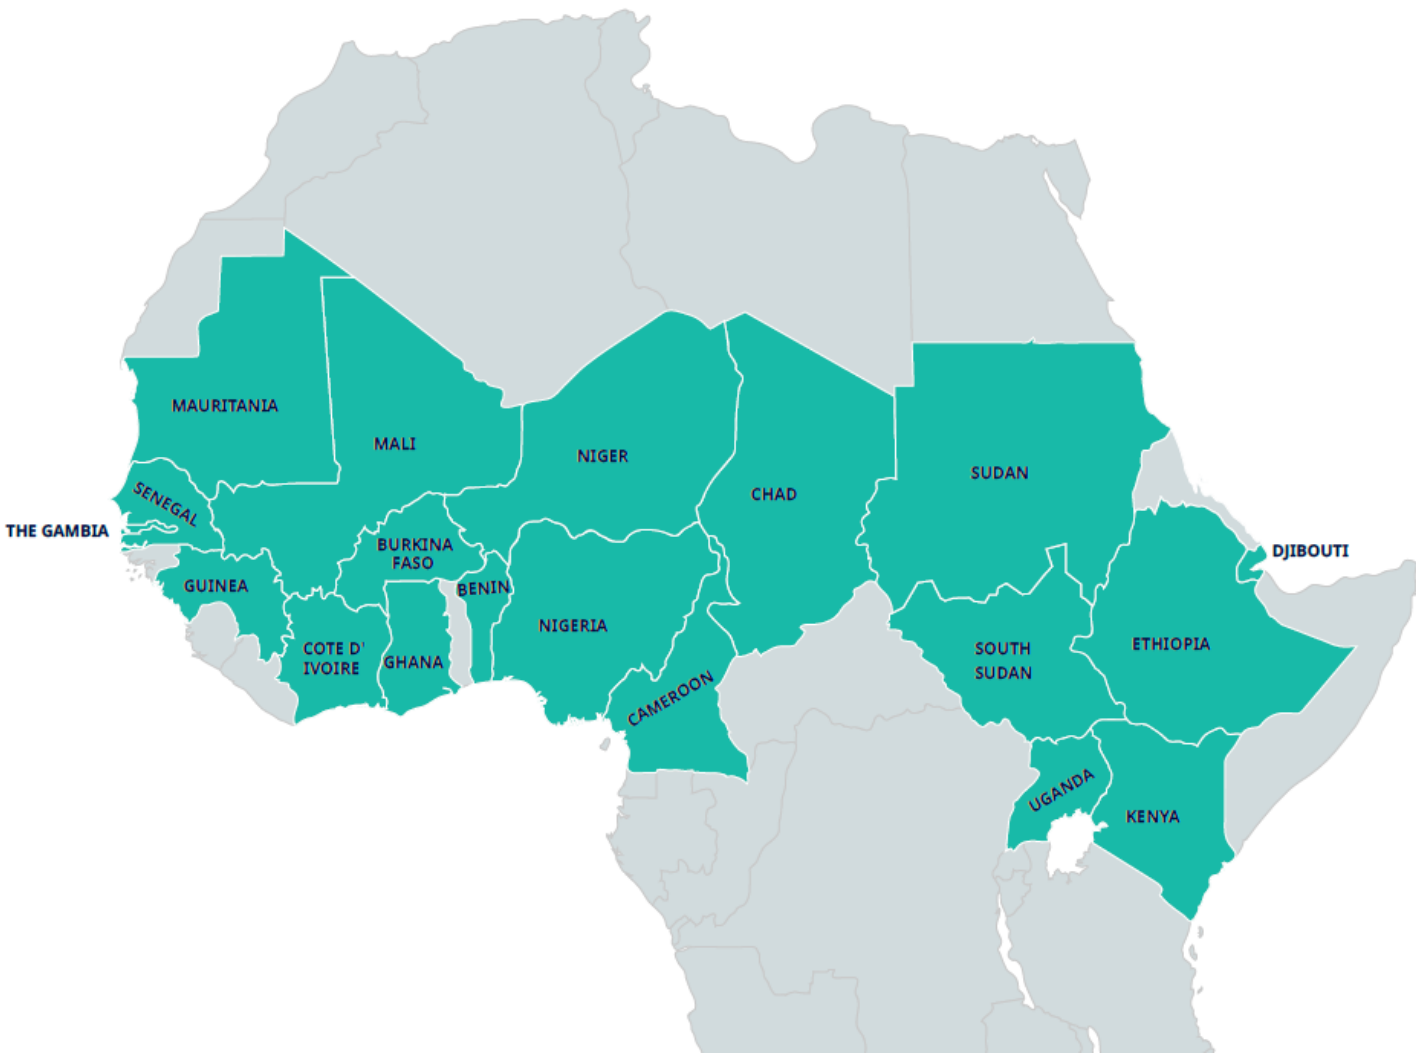 MAURITANIA
MALI
NIGER
SUDAN
CHAD
SENEGAL
THE GAMBIA
BURKINA
FASO
DJIBOUTI
GUINEA
BENIN
NIGERIA
COTE D'
IVOIRE
GHANA
SOUTH
SUDAN
ETHIOPIA
CAMEROON
UGANDA
KENYA